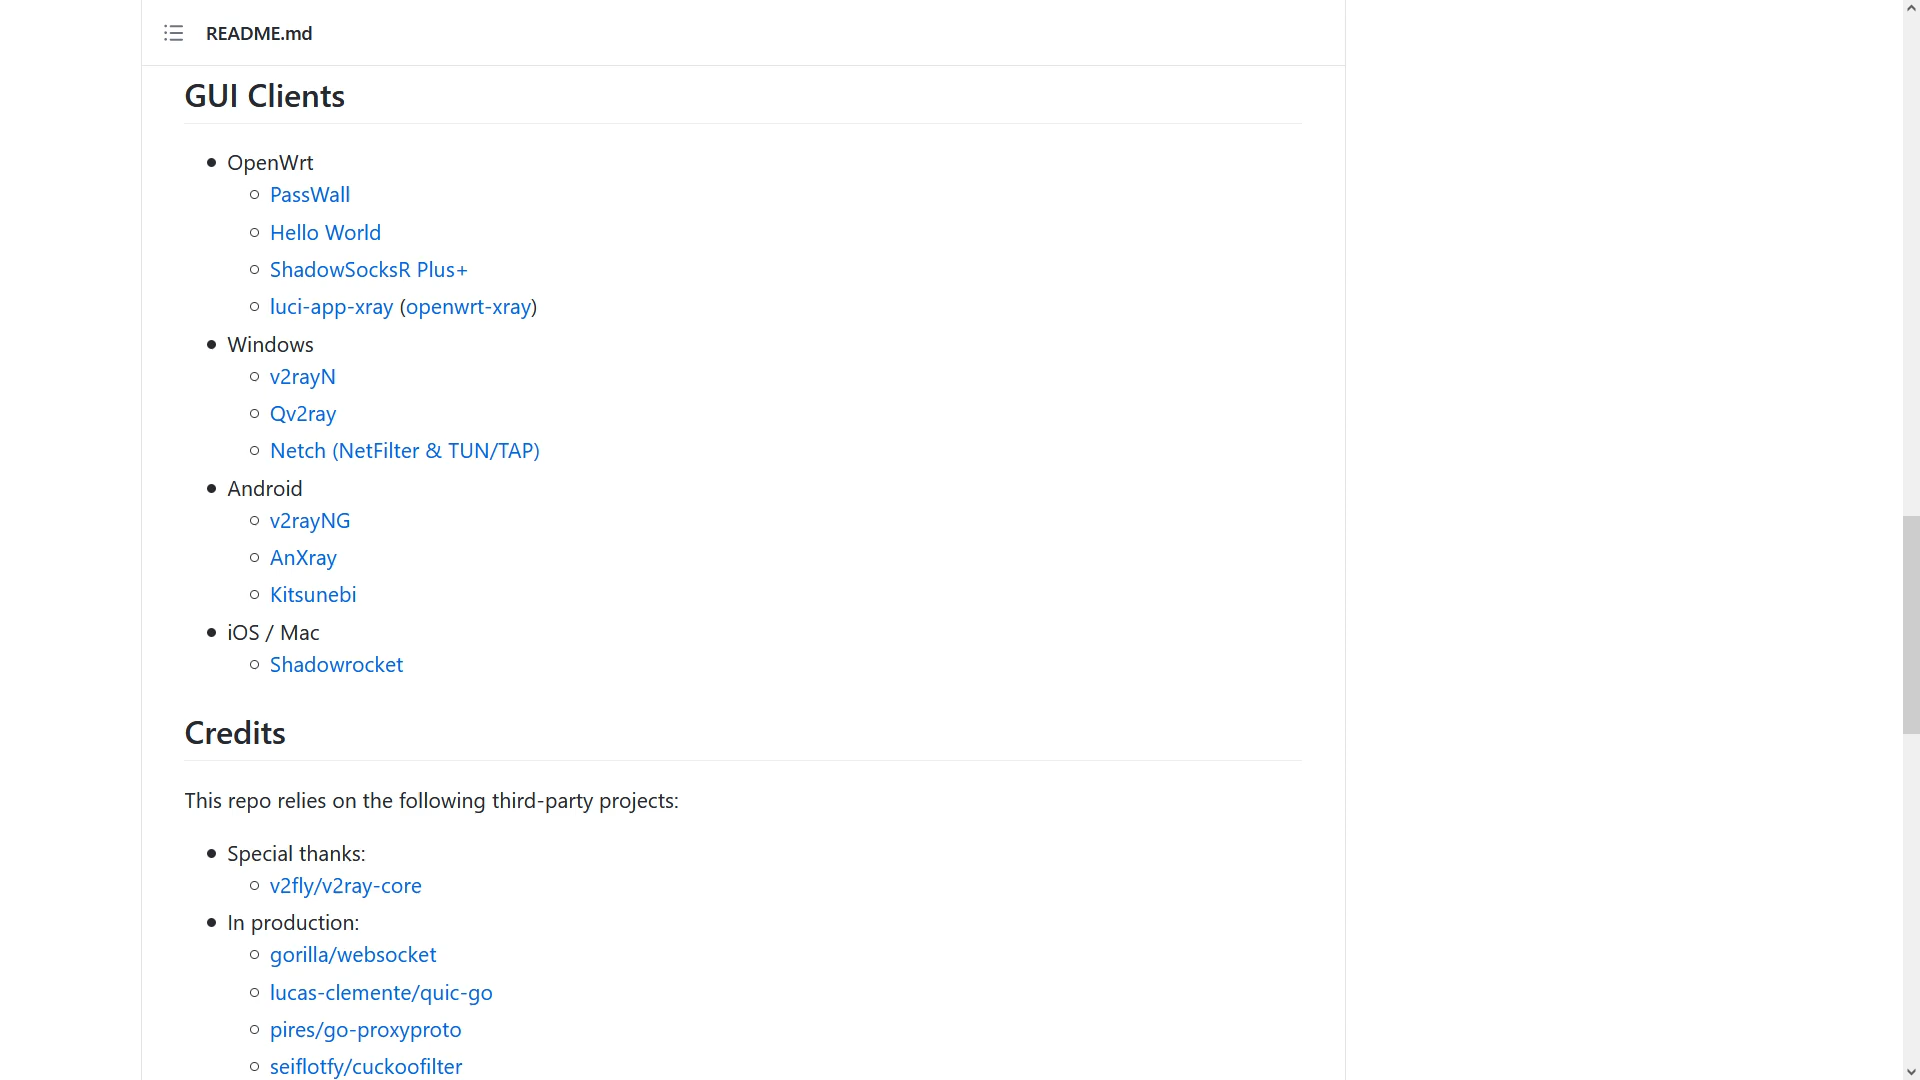 README.md
GUI Clients
OpenWrt
PassWall
Hello World
ShadowSocksR Plus+
luci-app-xray (openwrt-xray)
Windows
v2rayN
Qv2ray
Netch (NetFilter & TUN/TAP)
Android
v2rayNG
AnXray
Kitsunebi
iOS / Mac
Shadowrocket
Credits
This repo relies on the following third-party projects:
Special thanks:
v2fly/v2ray-core
In production:
gorilla/websocket
lucas-clemente/quic-go
pires/go-proxyproto
seiflotfy/cuckoofilter